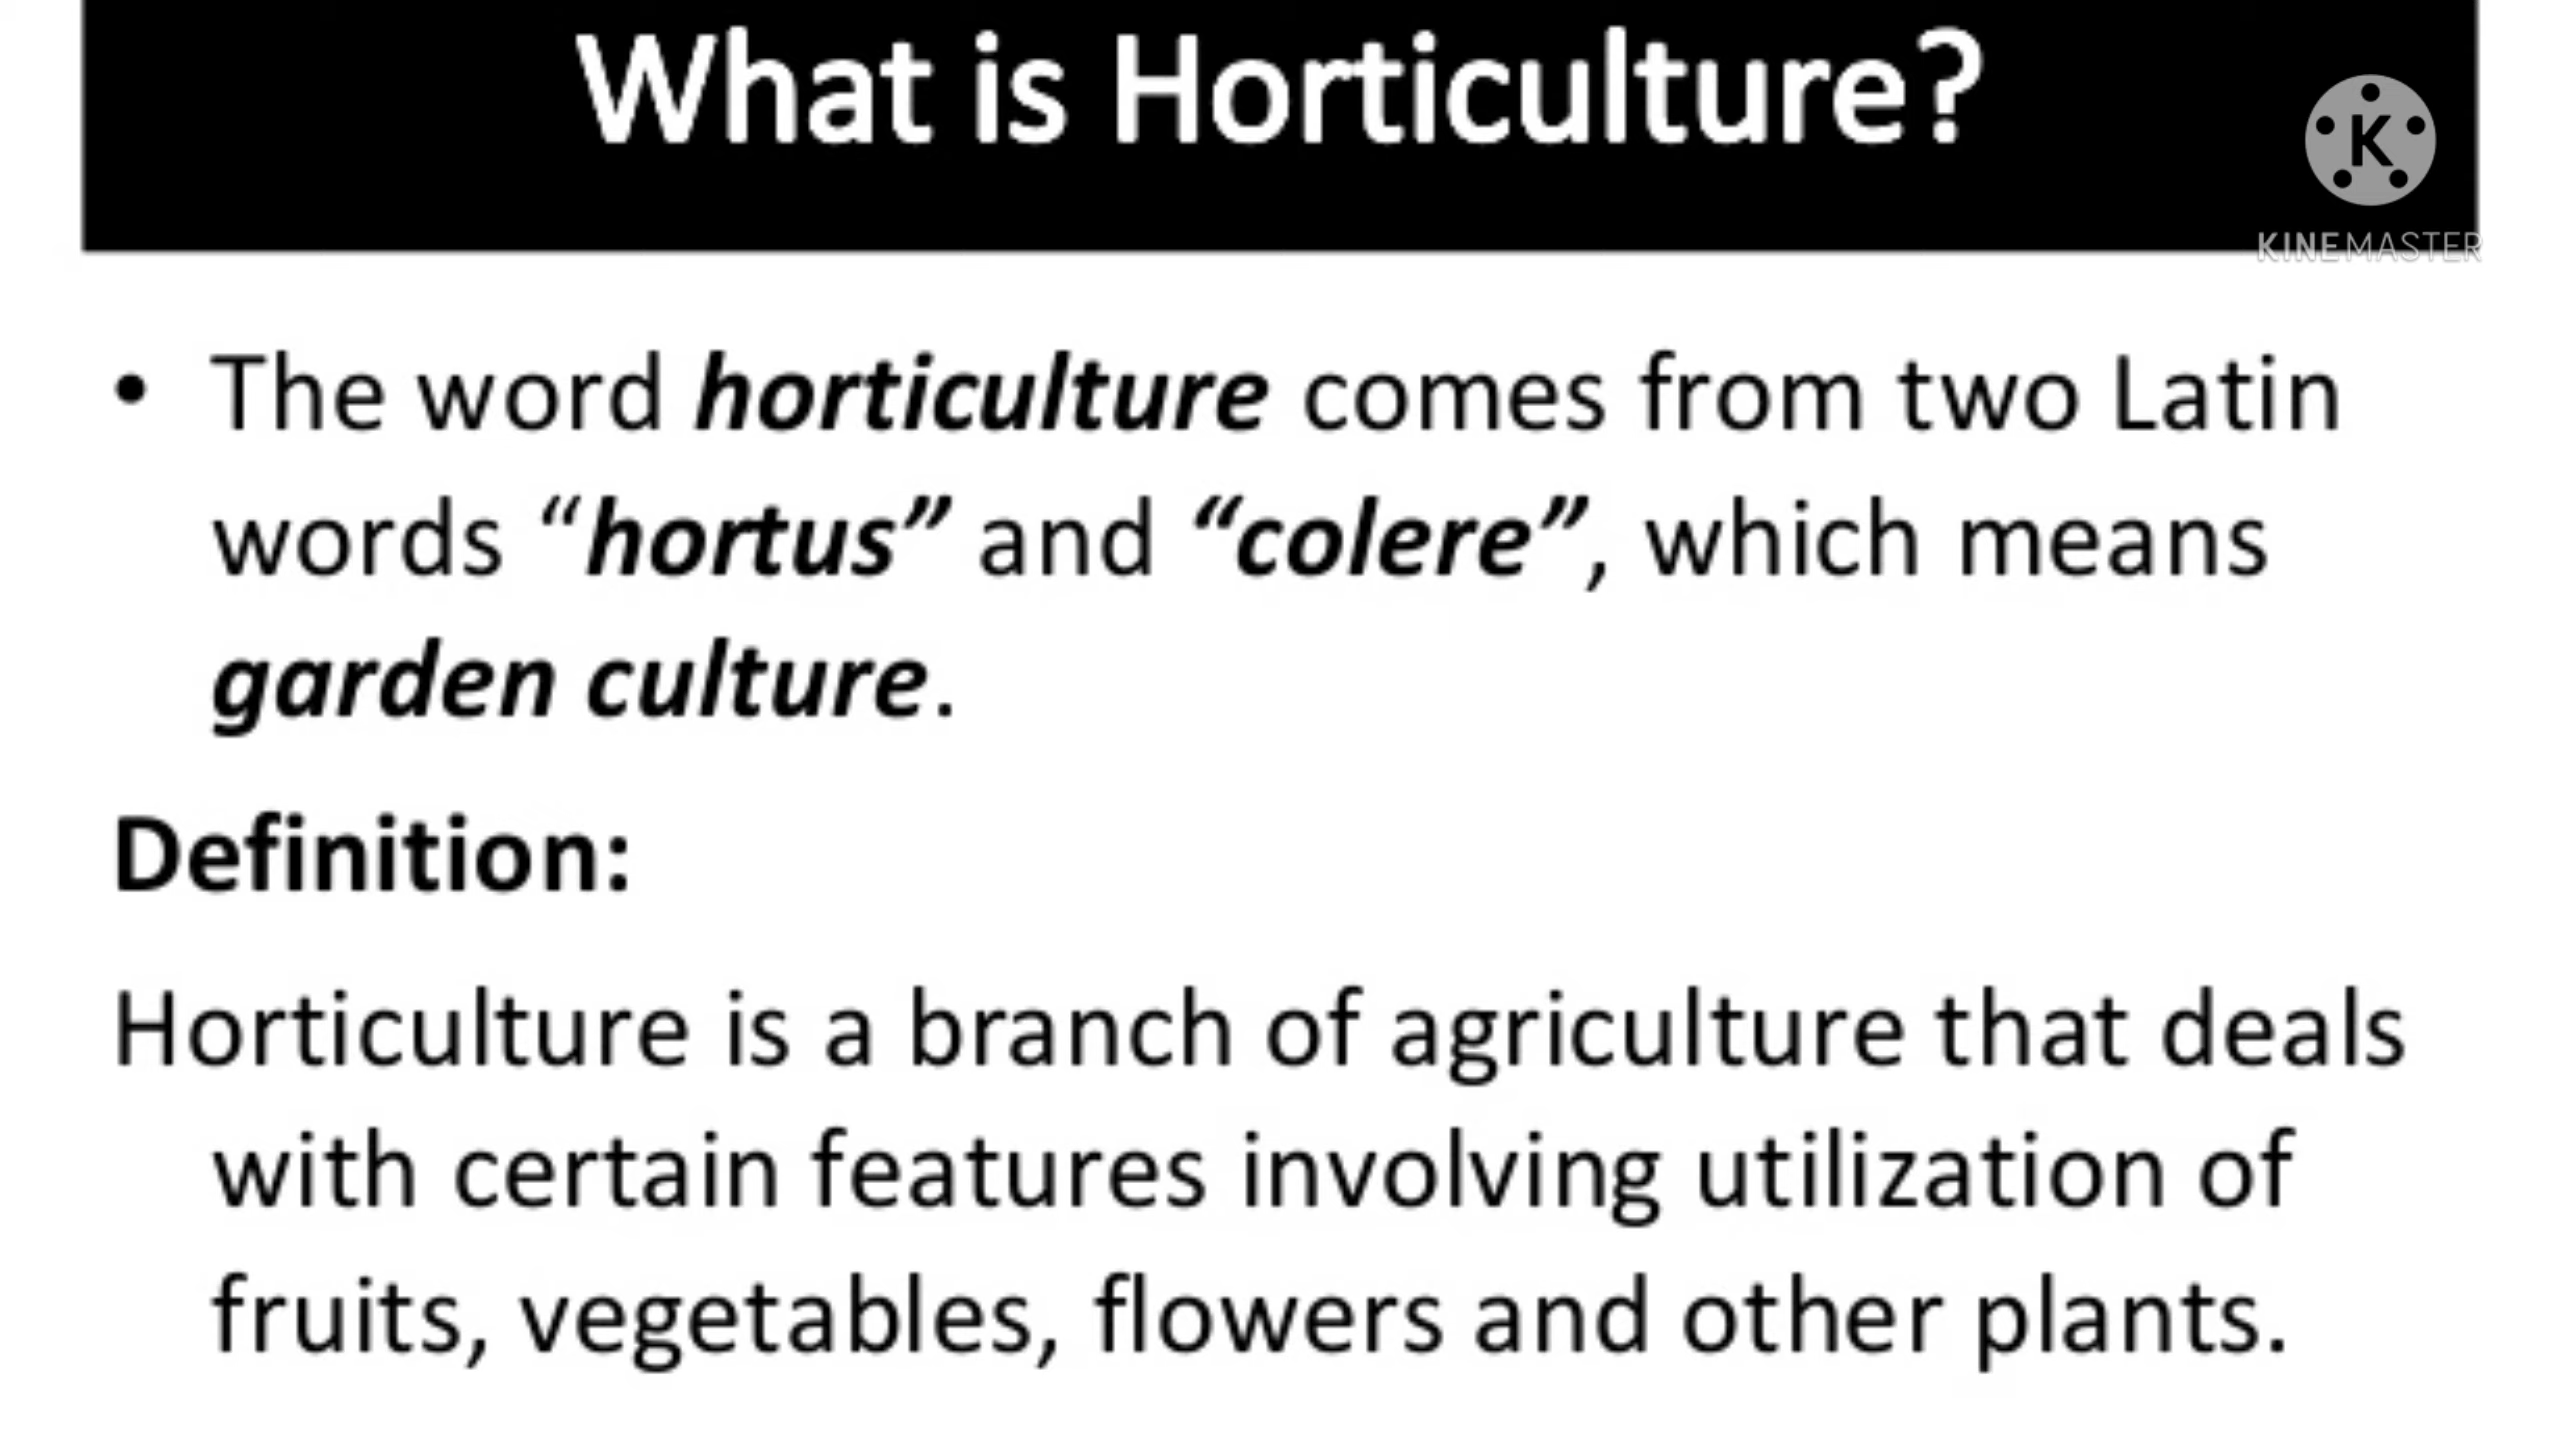 What is Horticulture?
K
KINEMASTER
• The word horticulture comes from two Latin
words “hortus” and “colere”, which means
garden culture.
Definition:
Horticulture is a branch of agriculture that deals
with certain features involving utilization of
fruits, vegetables, flowers and other plants.